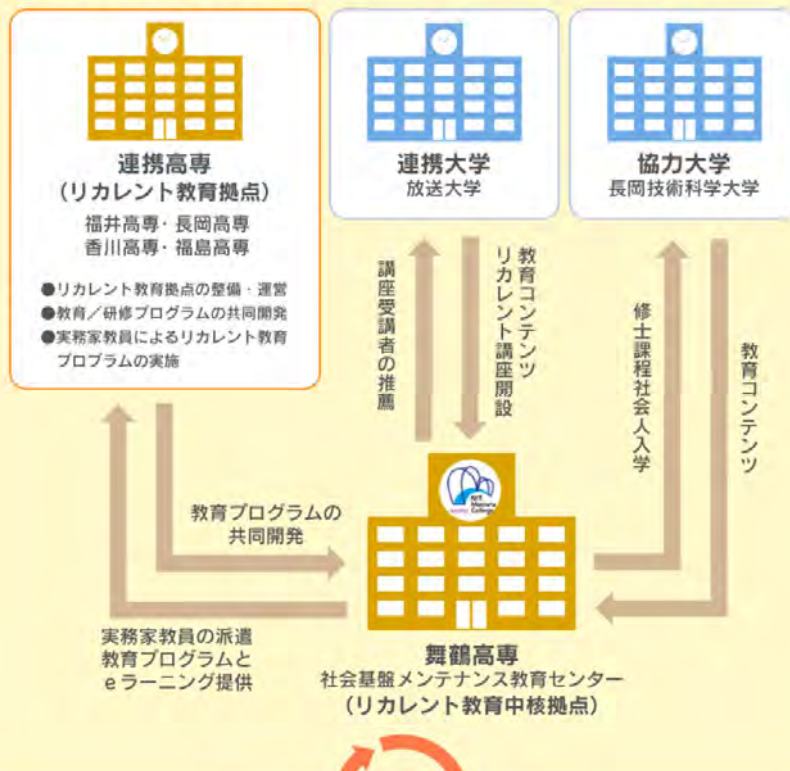 連携高専
（リカレント教育拠点）
福井高専・長岡高専
香川高専・福島高専
●リカレント教育拠点の整備・運営
●教育／研修プログラムの共同開発
●実務家教員によるリカレント教育
プロブラムの実施
連携大学
放送大学
協力大学
長岡技術科学大学
講座受講者の推薦
教育コンテンツ
リカレント講座開設
修士課程社会人入学
教育コンテンツ
教育プログラムの
共同開発
実務家教員の派遣
教育プログラムと
eラーニング提供
舞鶴高専
社会基盤メンテナンス教育センター
（リカレント教育中核拠点）